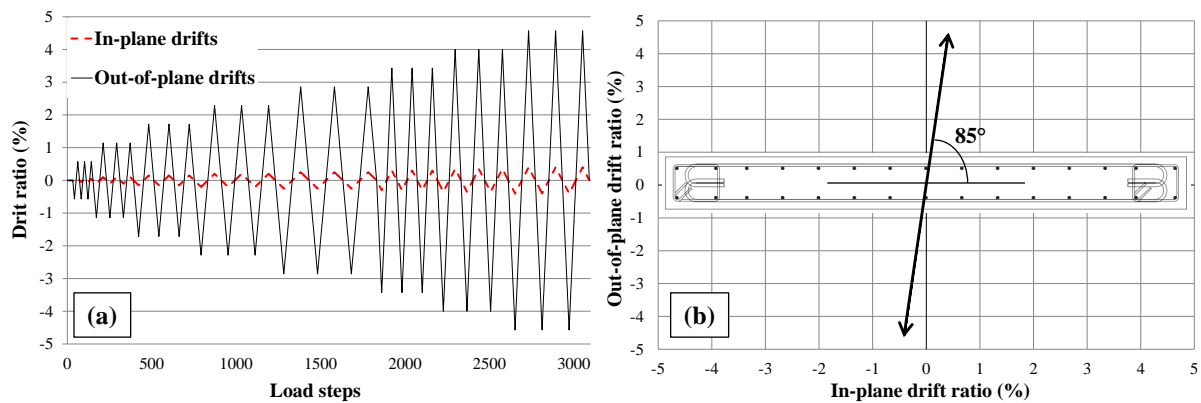 5
4
3
2
1
0
-1
-2
-3
-4
-5
Drit ratio (%)
In-plane drifts
Out-of-plane drifts
(a)
0 500 1000 1500 2000 2500 3000
Load steps
5
4
3
2
1
0
-1
-2
-3
-4
-5
Out-of-plane drift ratio (%)
85°
(b)
-5 -4 -3 -2 -1 0 1 2 3 4 5
In-plane drift ratio (%)